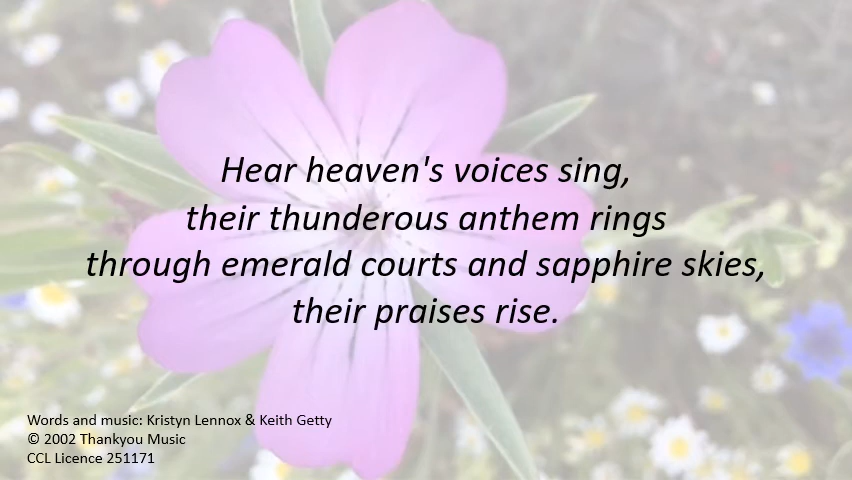 Hear heaven's voices sing,
their thunderous anthem rings
through emerald courts and sapphire skies,
their praises rise.
Words and music: Kristyn Lennox & Keith Getty
© 2002 Thankyou Music
CCL Licence 251171